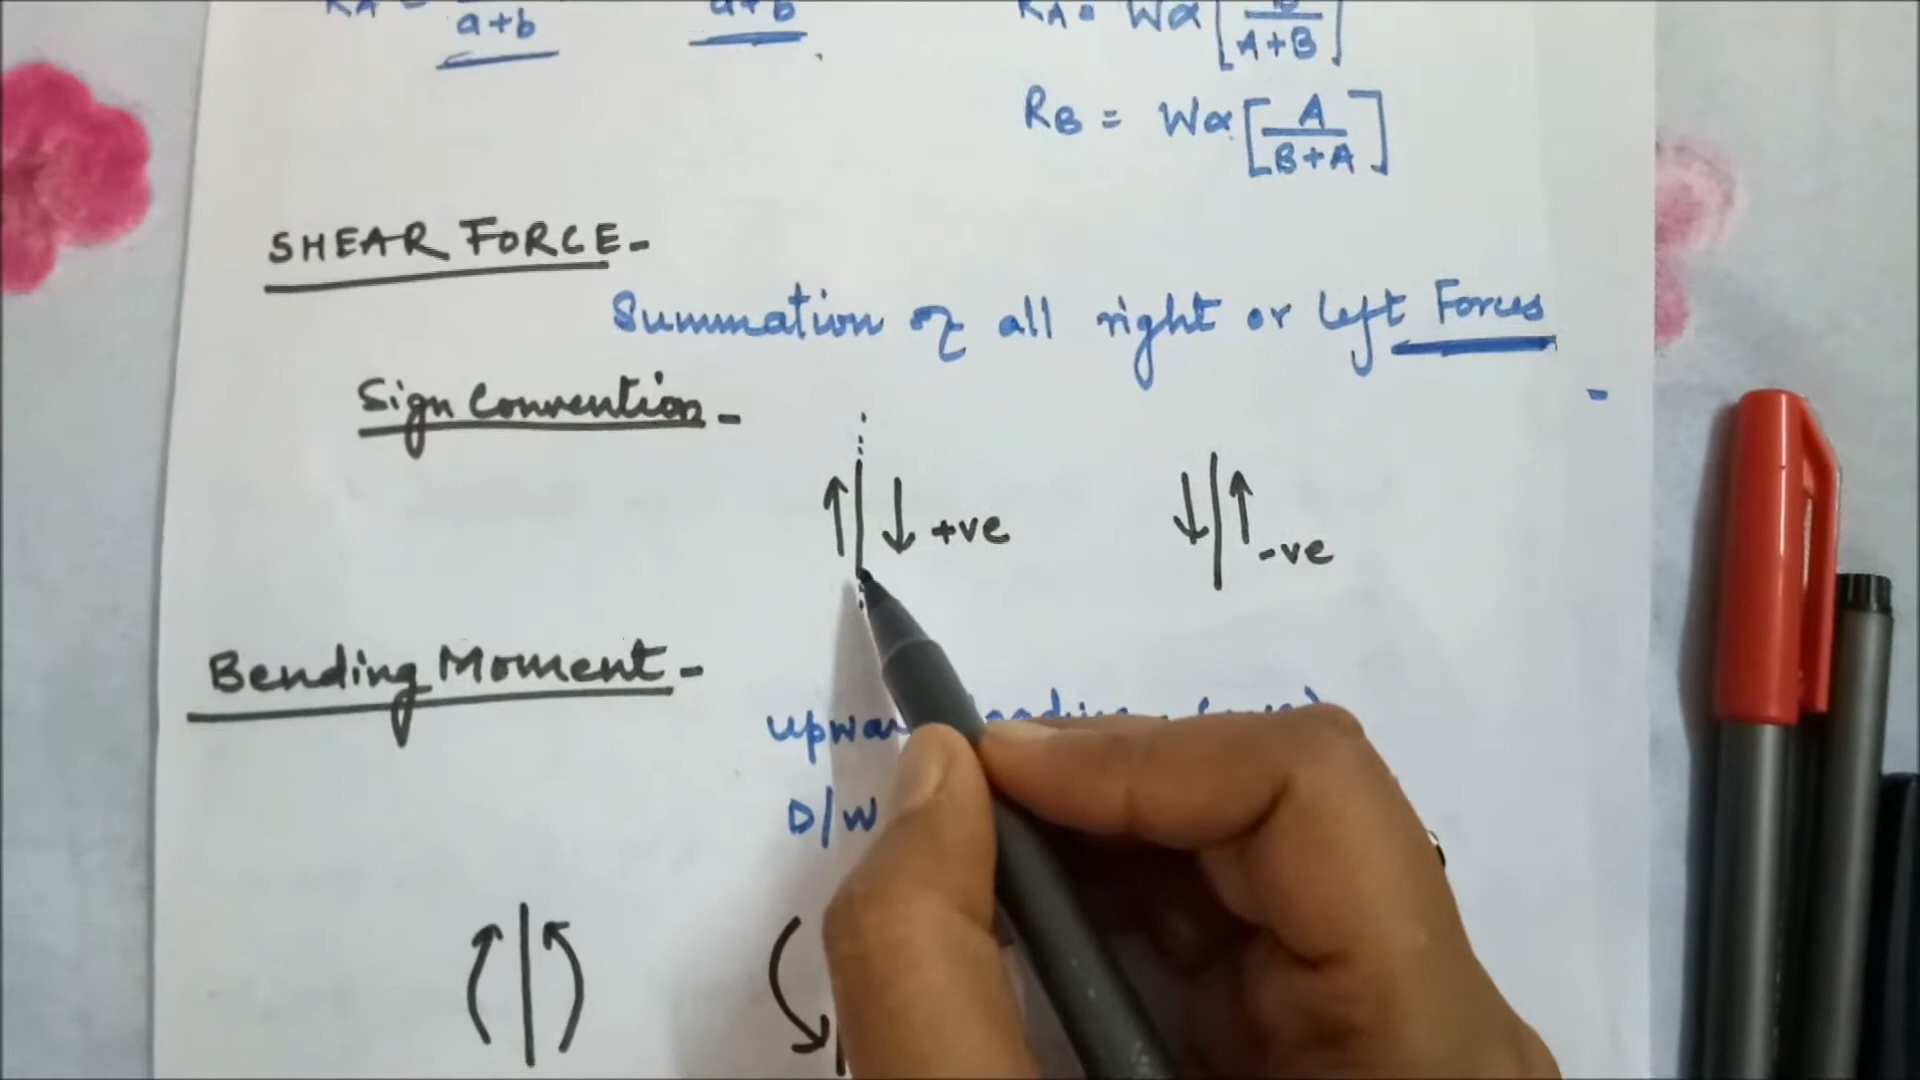 RA =
a+b
a+b
RA = Wα [B/A+B]
RB = Wα [A/B+A]
SHEAR FORCE-
Summation of all right or left Forces
Sign Convention-
↑|↓ +ve
↓|↑ -ve
Bending Moment-
D/W